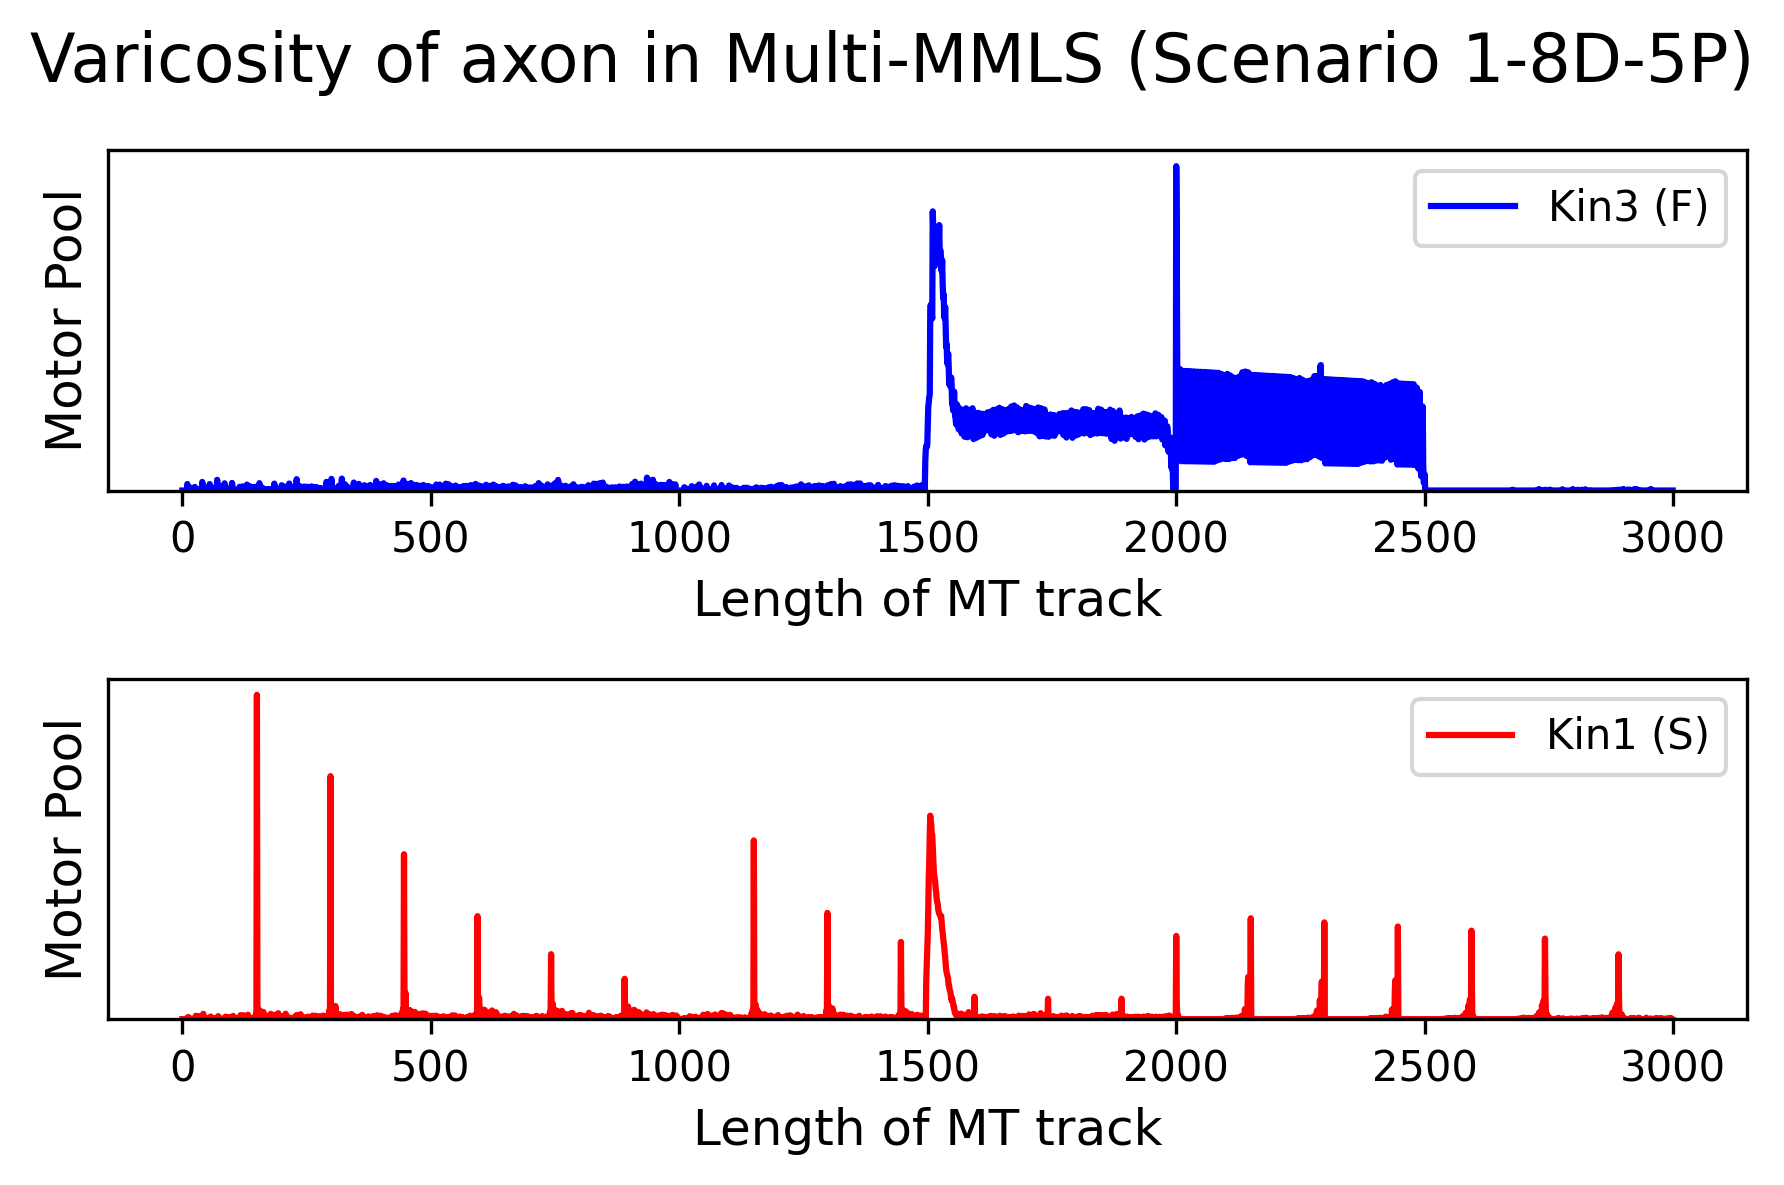 Varicosity of axon in Multi-MMLS (Scenario 1-8D-5P)
Motor Pool
Kin3 (F)
0 500 1000 1500 2000 2500 3000
Length of MT track
Motor Pool
Kin1 (S)
0 500 1000 1500 2000 2500 3000
Length of MT track